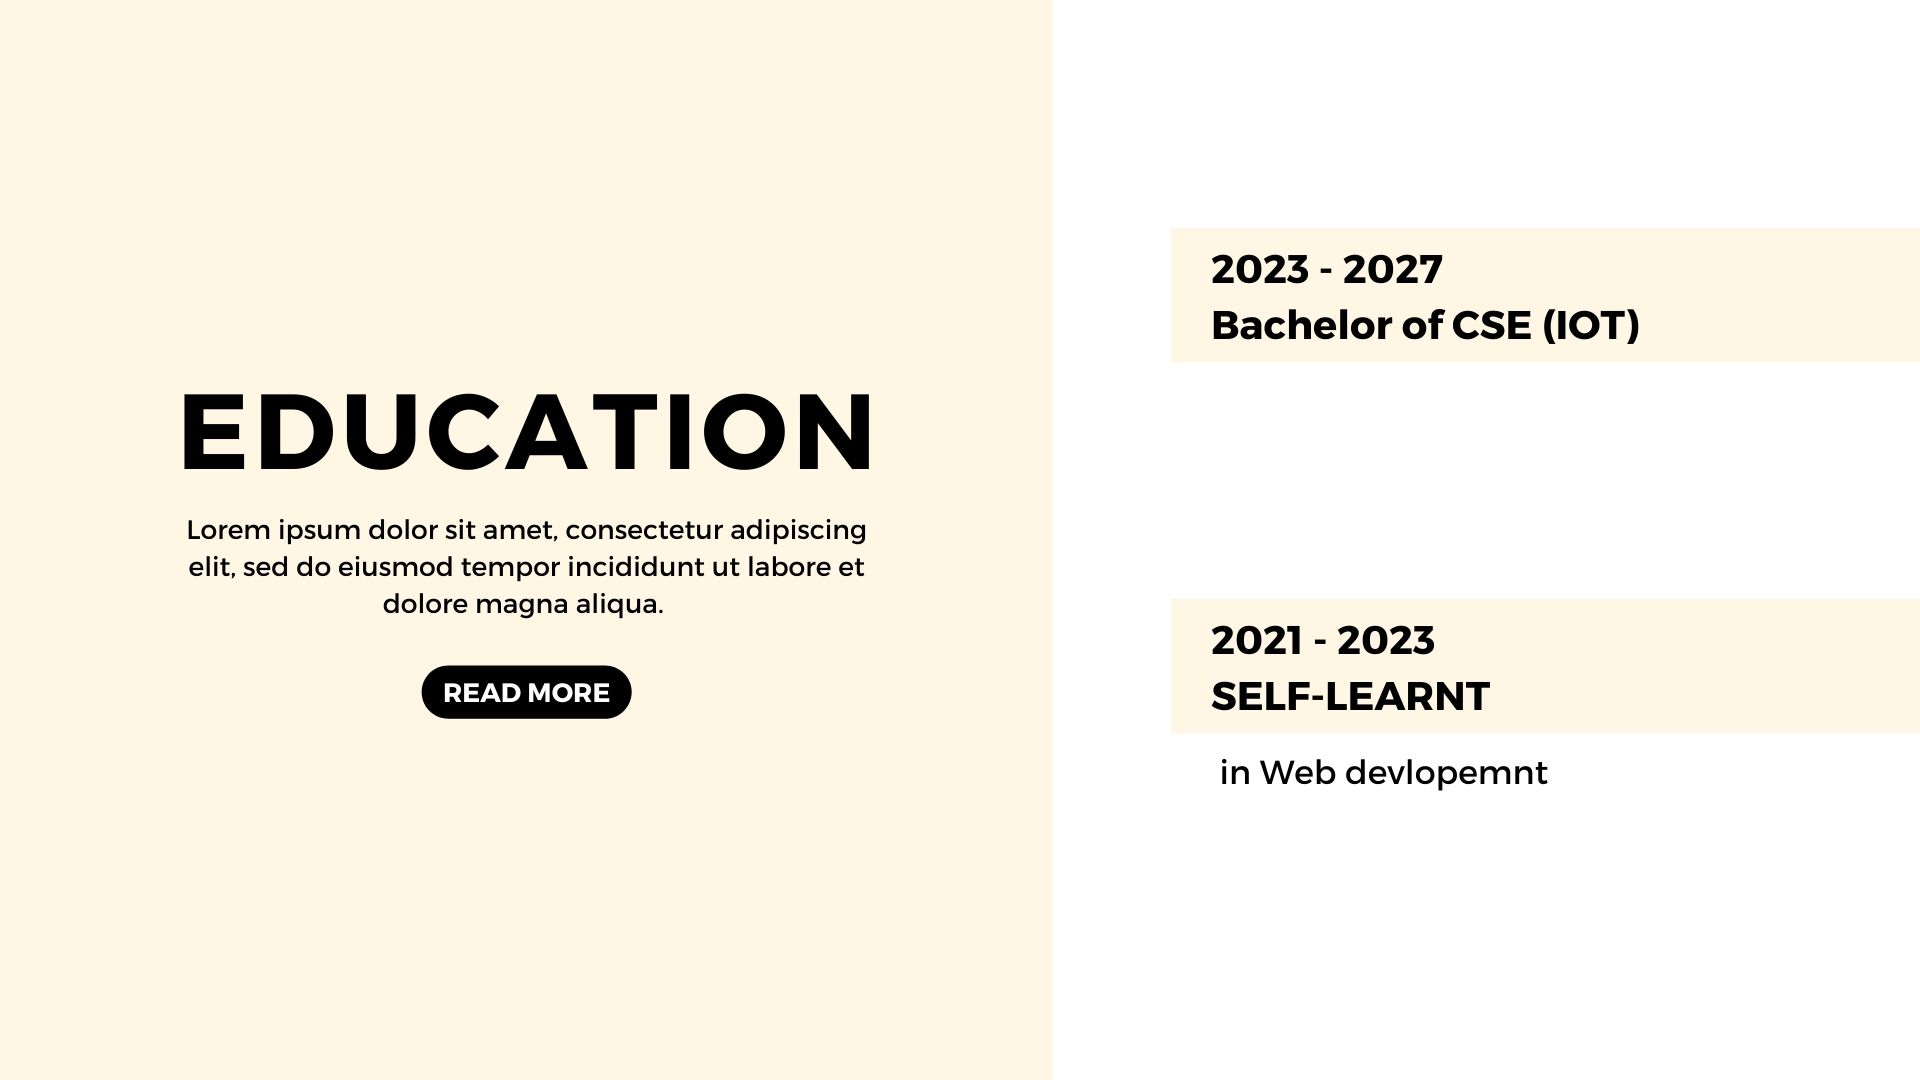 EDUCATION
Lorem ipsum dolor sit amet, consectetur adipiscing
elit, sed do eiusmod tempor incididunt ut labore et
dolore magna aliqua.
READ MORE
2023 - 2027
Bachelor of CSE (IOT)
2021 - 2023
SELF-LEARNT
in Web devlopemnt